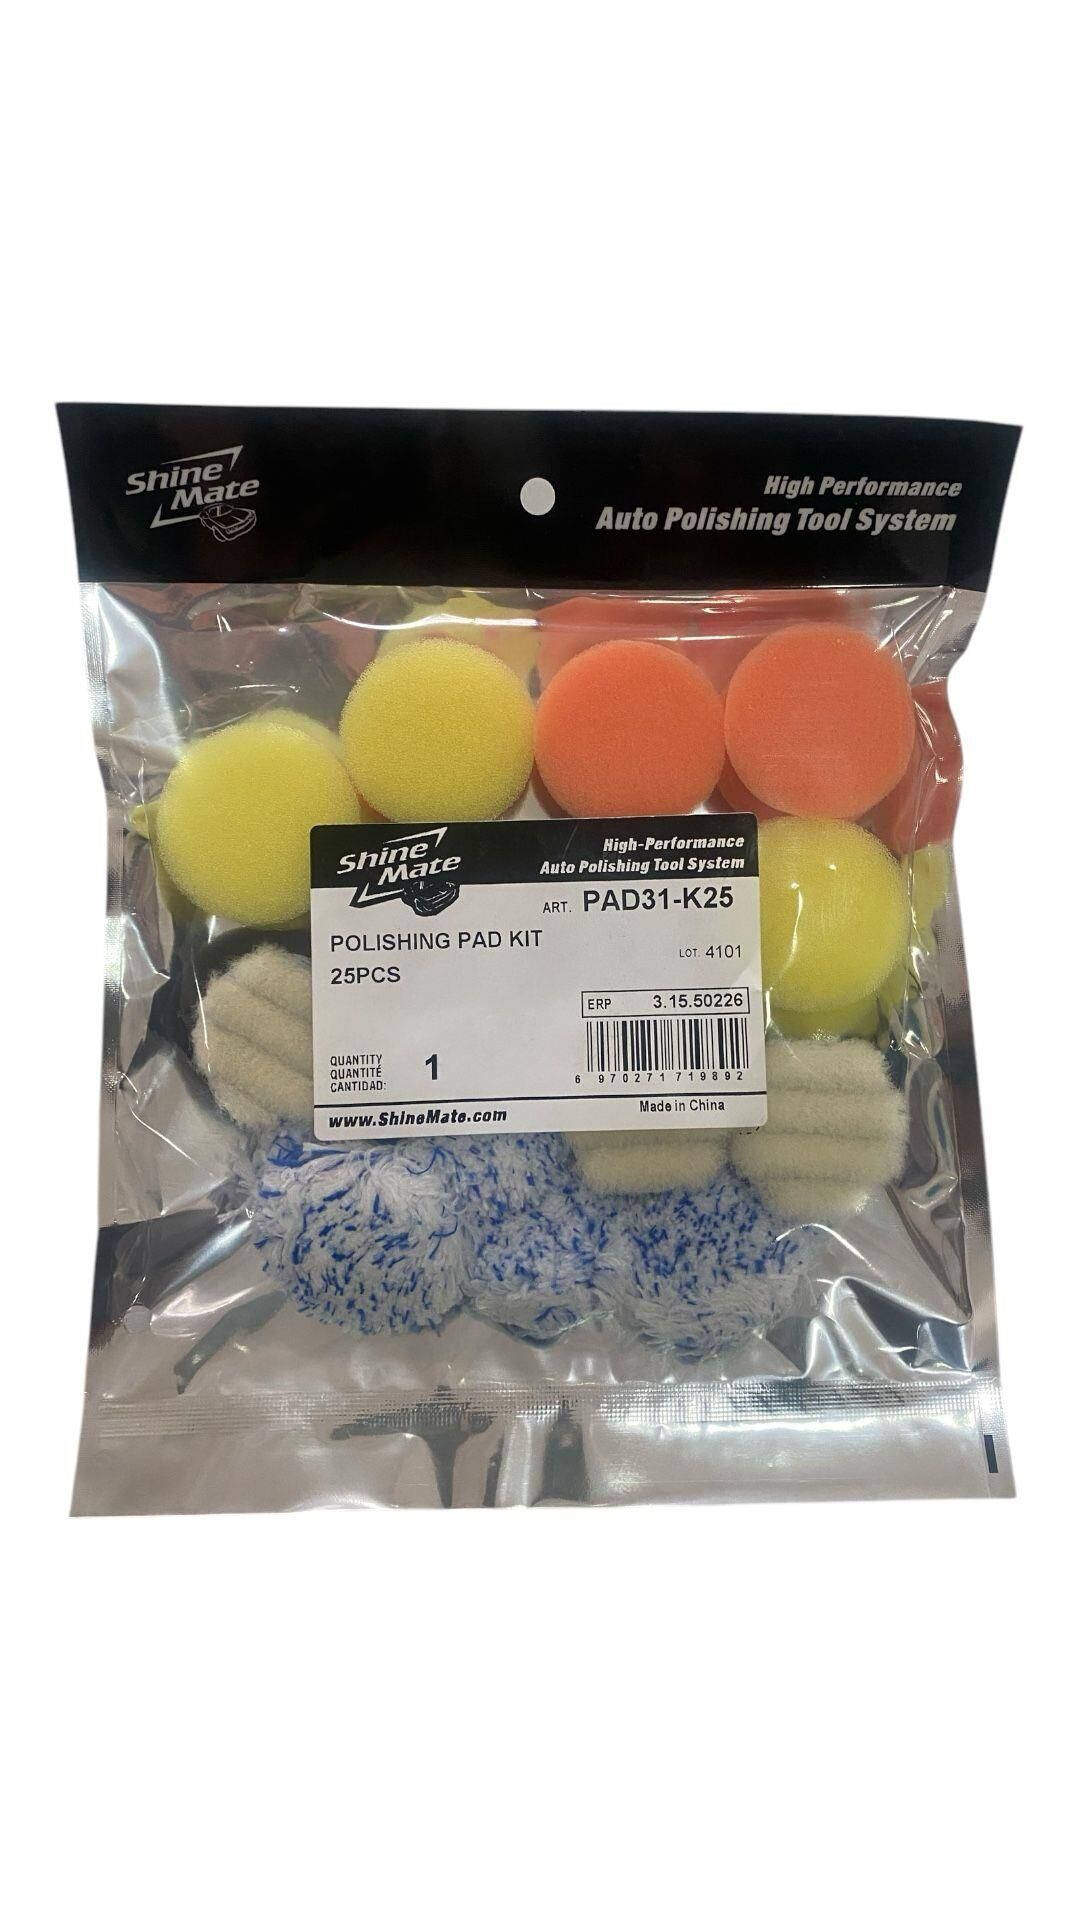 Shine
Mate
High Performance
Auto Polishing Tool System
Shine
Mate
High-Performance
Auto Polishing Tool System
ART. PAD31-K25
POLISHING PAD KIT
25PCS
LOT. 4101
ERP 3.15.50226
6 970271 719892
QUANTITY
QUANTITÉ
CANTIDAD:
1
www.ShineMate.com
Made in China